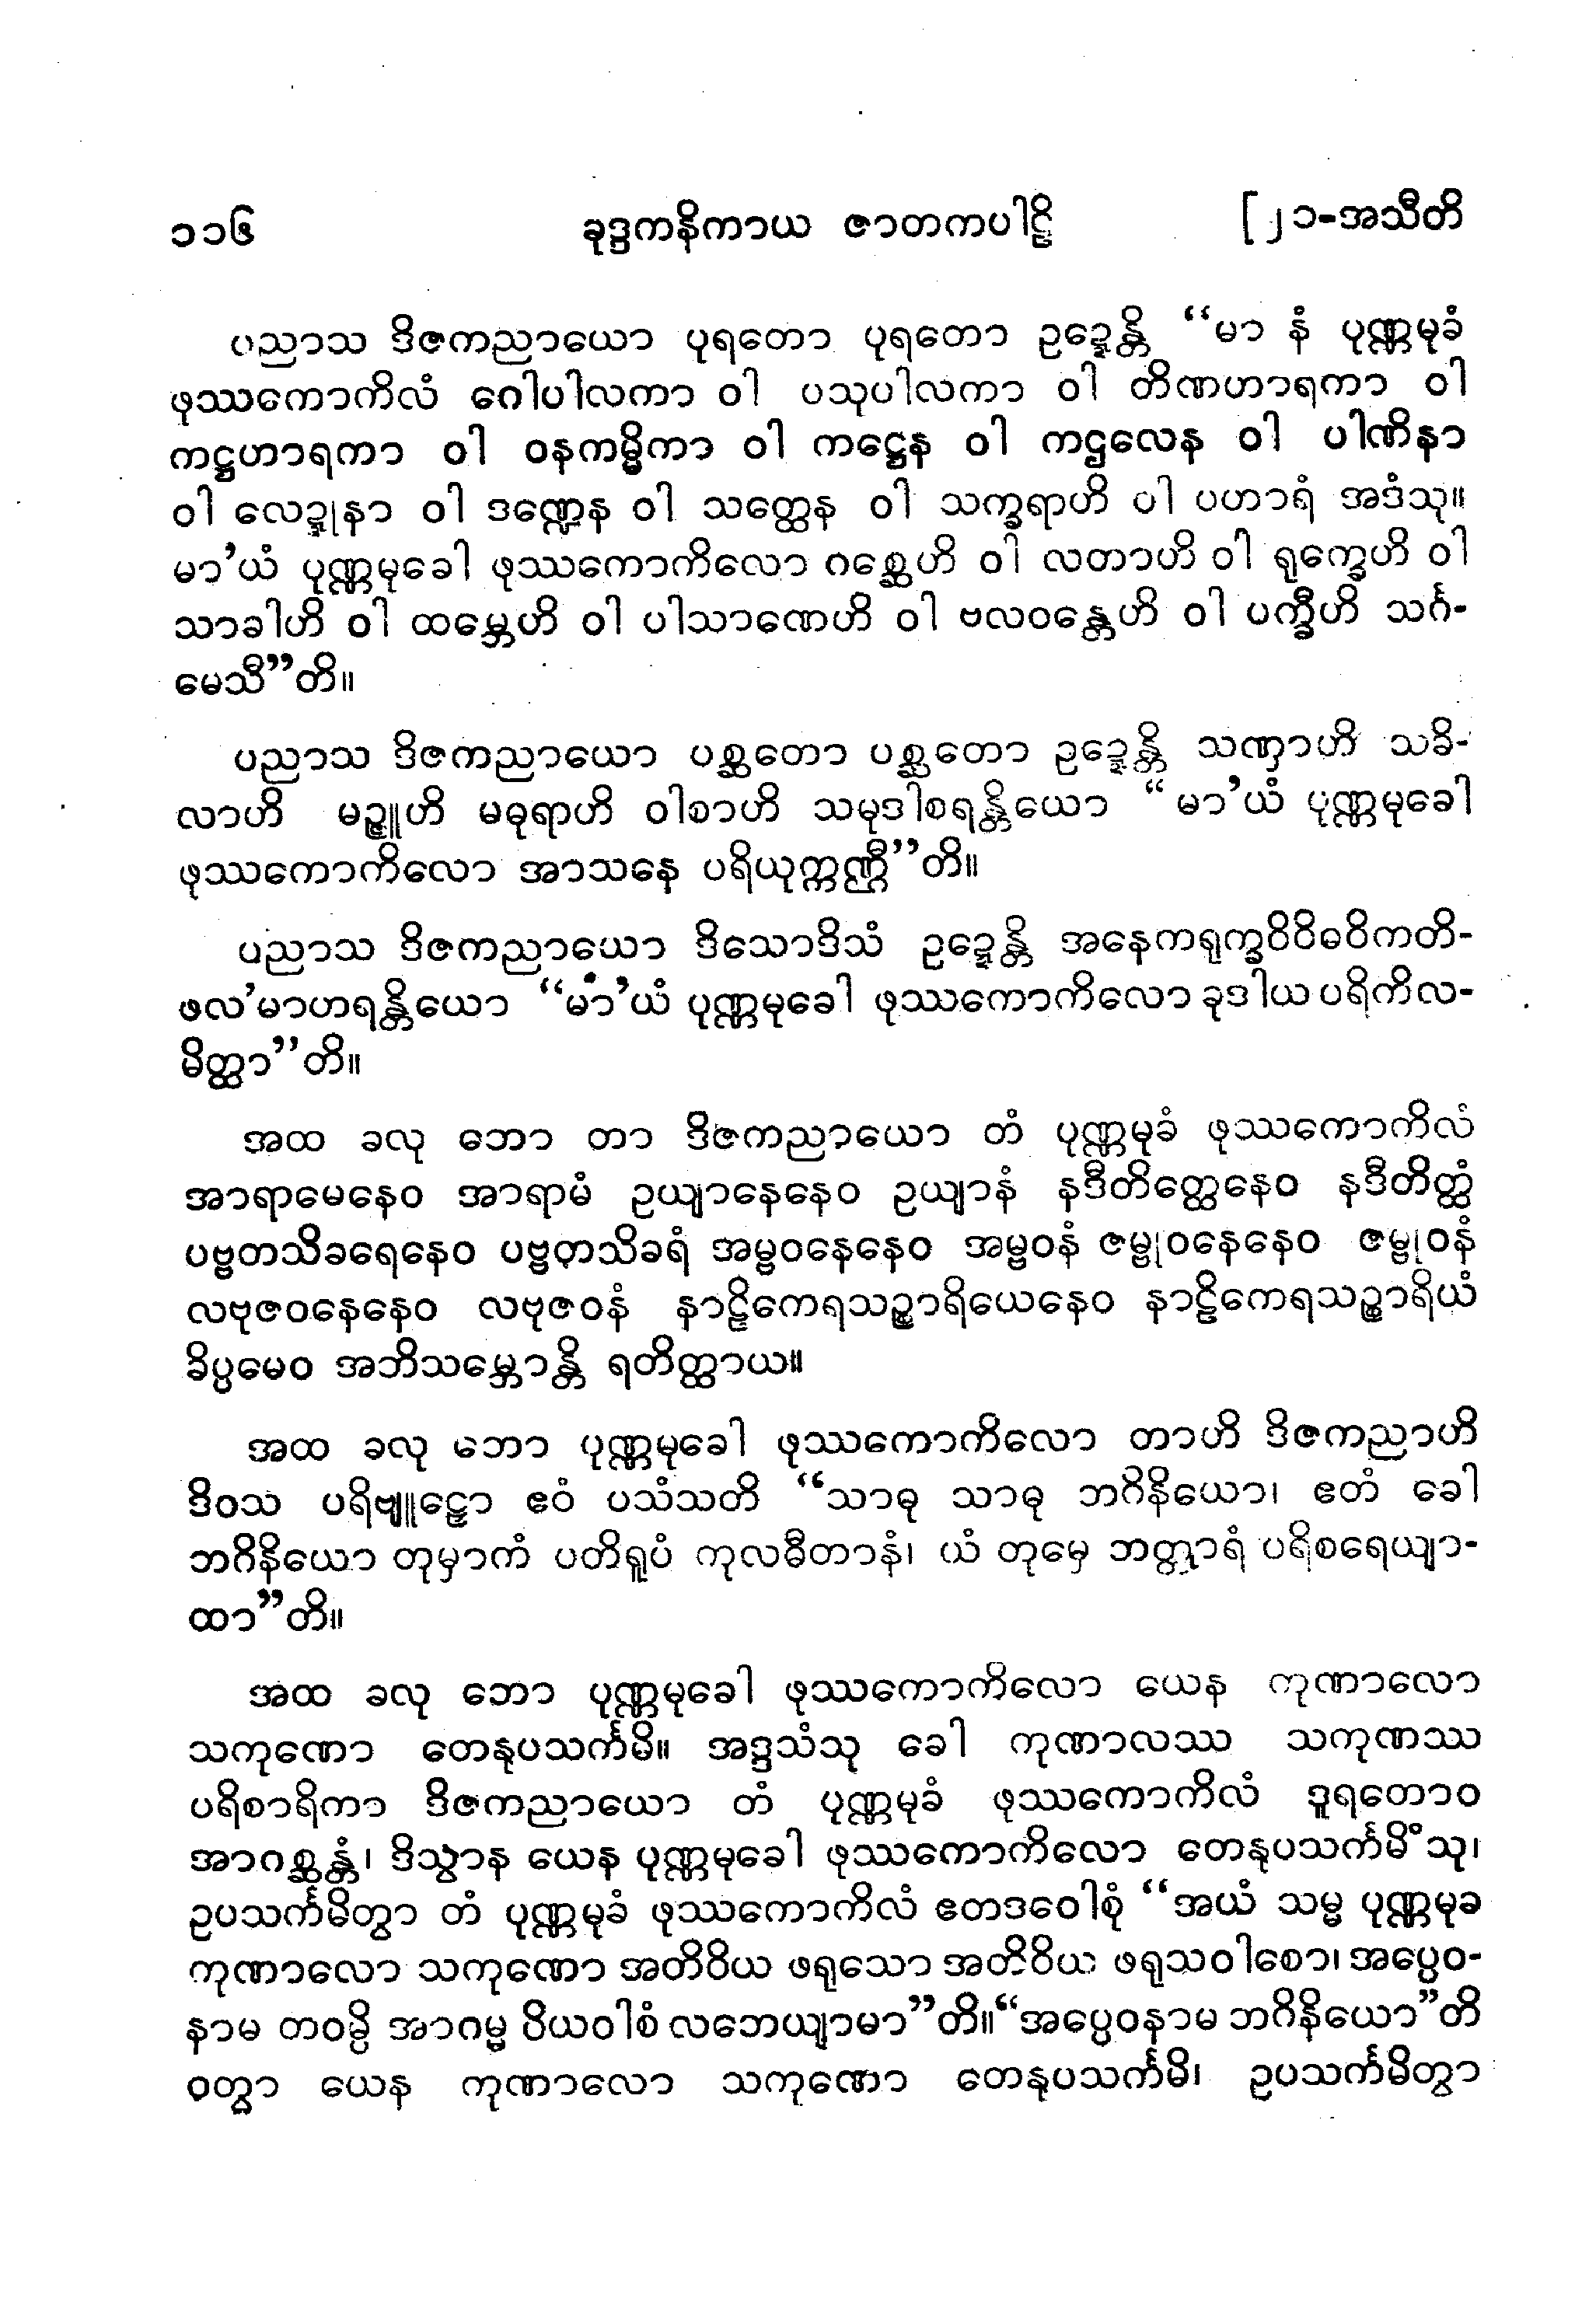 ၁၁၆ ခုဒ္ဒကနိကာယ ဇာတကပါဠိ [၂၁-အသီတိ
ပညာသ ဒိဇကညာယော ပုရတော ပုရတော ဥဍ္ဍေန္တိ “မာ နံ ပုဏ္ဏမုခံ
ဖုဿကောကိလံ ဂေါပါလကာ ဝါ ပသုပါလကာ ဝါ တိဏဟာရကာ ဝါ
ကဋ္ဌဟာရကာ ဝါ ဝနကမ္မိကာ ဝါ ကဋ္ဌေန ဝါ ကဌလေန ဝါ ပါဏိနာ
ဝါ လေဍ္ဍုနာ ဝါ ဒဏ္ဍေန ဝါ သတ္ထေန ဝါ သက္ခရာဟိ ဝါ ပဟာရံ အဒံသု။
မာ’ယံ ပုဏ္ဏမုခေါ ဖုဿကောကိလော ဂစ္ဆေဟိ ဝါ လတာဟိ ဝါ ရုက္ခေဟိ ဝါ
သာခါဟိ ဝါ ထမ္ဘေဟိ ဝါ ပါသာဏေဟိ ဝါ ဗလဝန္တေဟိ ဝါ ပက္ခီဟိ သင်္ဂ-
မေသီ”တိ။
ပညာသ ဒိဇကညာယော ပစ္ဆတော ပစ္ဆတော ဥဍ္ဍေန္တိ သဏှာဟိ သခိ-
လာဟိ မဉ္ဇူဟိ မဓုရာဟိ ဝါစာဟိ သမုဒါစရန္တိယော “မာ’ယံ ပုဏ္ဏမုခေါ
ဖုဿကောကိလော အာသနေ ပရိယုက္ကဏ္ဌီ”တိ။
ပညာသ ဒိဇကညာယော ဒိသောဒိသံ ဥဍ္ဍေန္တိ အနေကရုက္ခဝိဝိဓဝိကတိ-
ဖလ’မာဟရန္တိယော “မာ’ယံ ပုဏ္ဏမုခေါ ဖုဿကောကိလော ခုဒါယ ပရိကိလ-
မိတ္ထာ”တိ။
အထ ခလု ဘော တာ ဒိဇကညာယော တံ ပုဏ္ဏမုခံ ဖုဿကောကိလံ
အာရာမေနေဝ အာရာမံ ဥယျာနေနေဝ ဥယျာနံ နဒီတိတ္ထေနေဝ နဒီတိတ္ထံ
ပဗ္ဗတသိခရေနေဝ ပဗ္ဗတသိခရံ အမ္ဗဝနေနေဝ အမ္ဗဝနံ ဇမ္ဗုဝနေနေဝ ဇမ္ဗုဝနံ
လဗုဇဝနေနေဝ လဗုဇဝနံ နာဠိကေရသဉ္စာရိယေနေဝ နာဠိကေရသဉ္စာရိယံ
ခိပ္ပမေဝ အဘိသမ္ဘောန္တိ ရတိတ္ထာယ။
အထ ခလု ဘော ပုဏ္ဏမုခေါ ဖုဿကောကိလော တာဟိ ဒိဇကညာဟိ
ဒိဝသ ပရိဗျူဠှော ဧဝံ ပသံသတိ “သာဓု သာဓု ဘဂိနိယော၊ ဧတံ ခေါ
ဘဂိနိယော တုမှာကံ ပတိရူပံ ကုလဓီတာနံ၊ ယံ တုမှေ ဘတ္တာရံ ပရိစရေယျာ-
ထာ”တိ။
အထ ခလု ဘော ပုဏ္ဏမုခေါ ဖုဿကောကိလော ယေန ကုဏာလော
သကုဏော တေနုပသင်္ကမိ။ အဒ္ဒသံသု ခေါ ကုဏာလဿ သကုဏဿ
ပရိစာရိကာ ဒိဇကညာယော တံ ပုဏ္ဏမုခံ ဖုဿကောကိလံ ဒူရတောဝ
အာဂစ္ဆန္တံ၊ ဒိသွာန ယေန ပုဏ္ဏမုခေါ ဖုဿကောကိလော တေနုပသင်္ကမိံသု၊
ဥပသင်္ကမိတွာ တံ ပုဏ္ဏမုခံ ဖုဿကောကိလံ ဧတဒဝေါစုံ “အယံ သမ္မ ပုဏ္ဏမုခ
ကုဏာလော သကုဏော အတိဝိယ ဖရုသော အတိဝိယ ဖရုသဝါစော၊ အပ္ပေဝ-
နာမ တဝမ္ပိ အာဂမ္မ ပိယဝါစံ လဘေယျာမာ”တိ။ “အပ္ပေဝနာမ ဘဂိနိယော”တိ
ဝတွာ ယေန ကုဏာလော သကုဏော တေနုပသင်္ကမိ၊ ဥပသင်္ကမိတွာ